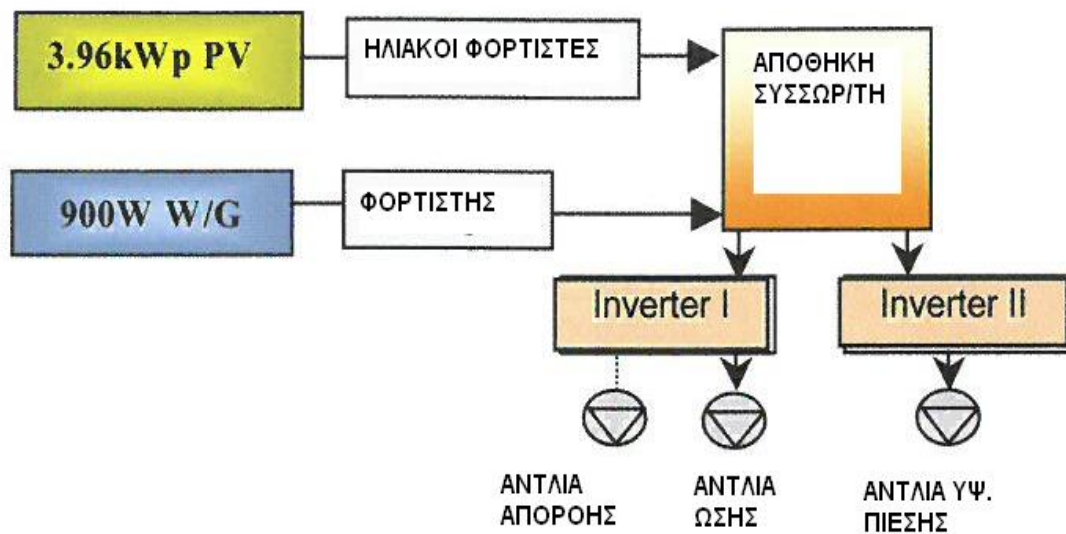 3.96kWp PV
ΗΛΙΑΚΟΙ ΦΟΡΤΙΣΤΕΣ
ΑΠΟΘΗΚΗ
ΣΥΣΣΩΡ/ΤΗ
900W W/G
ΦΟΡΤΙΣΤΗΣ
Inverter I
Inverter II
ΑΝΤΛΙΑ
ΑΠΟΡΟΗΣ
ΑΝΤΛΙΑ
ΩΣΗΣ
ΑΝΤΛΙΑ ΥΨ.
ΠΙΕΣΗΣ